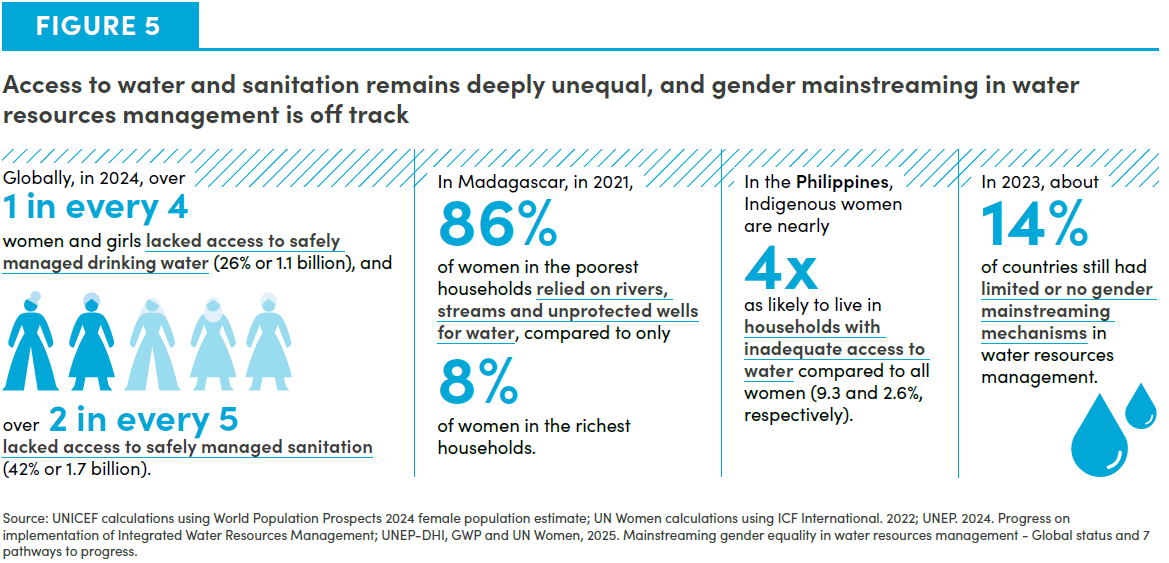 FIGURE 5
Access to water and sanitation remains deeply unequal, and gender mainstreaming in water
resources management is off track
Globally, in 2024, over
1 in every 4
women and girls lacked access to safely
managed drinking water (26% or 1.1 billion), and
over 2 in every 5
lacked access to safely managed sanitation
(42% or 1.7 billion).
In Madagascar, in 2021,
86%
of women in the poorest
households relied on rivers,
streams and unprotected wells
for water, compared to only
8%
of women in the richest
households.
In the Philippines,
Indigenous women
are nearly
4x
as likely to live in
households with
inadequate access to
water compared to all
women (9.3 and 2.6%,
respectively).
In 2023, about
14%
of countries still had
limited or no gender
mainstreaming
mechanisms in
water resources
management.
Source: UNICEF calculations using World Population Prospects 2024 female population estimate; UN Women calculations using ICF International. 2022; UNEP. 2024. Progress on
implementation of Integrated Water Resources Management; UNEP-DHI, GWP and UN Women, 2025. Mainstreaming gender equality in water resources management - Global status and 7
pathways to progress.